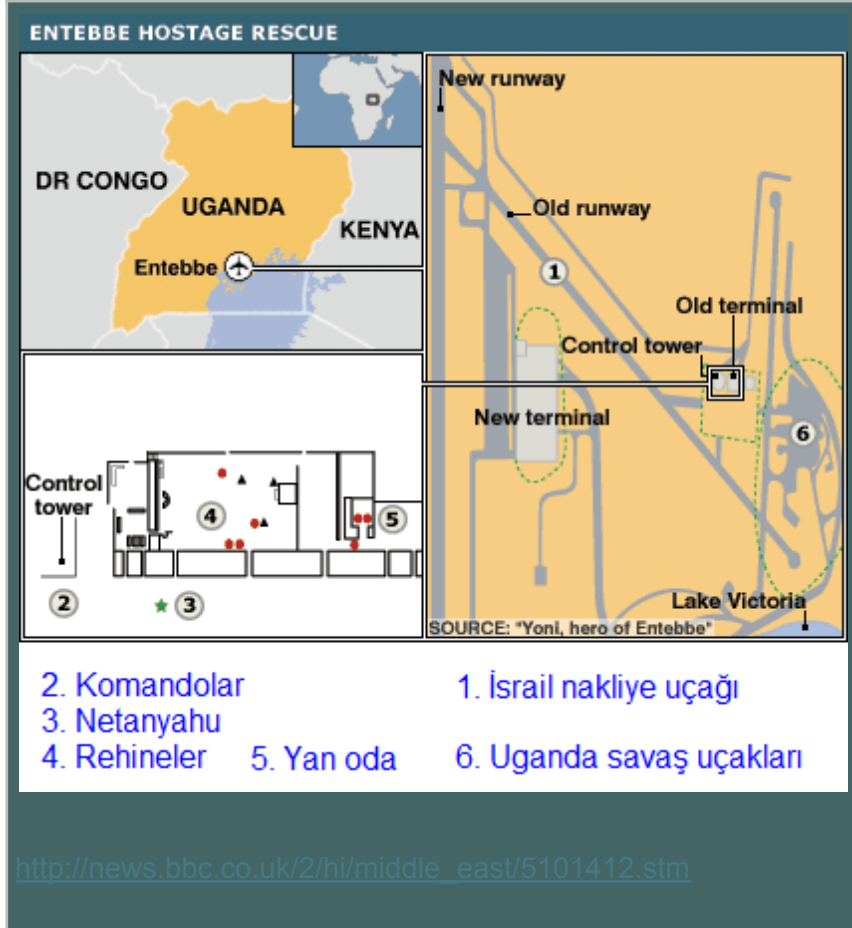 ENTEBBE HOSTAGE RESCUE
DR CONGO
UGANDA
KENYA
Entebbe
New runway
Old runway
1
Old terminal
Control tower
New terminal
6
Lake Victoria
SOURCE: "Yoni, hero of Entebbe"
Control
tower
4
5
2
3
2. Komandolar
3. Netanyahu
4. Rehineler
5. Yan oda
1. İsrail nakliye uçağı
6. Uganda savaş uçakları
http://news.bbc.co.uk/2/hi/middle_east/5101412.stm